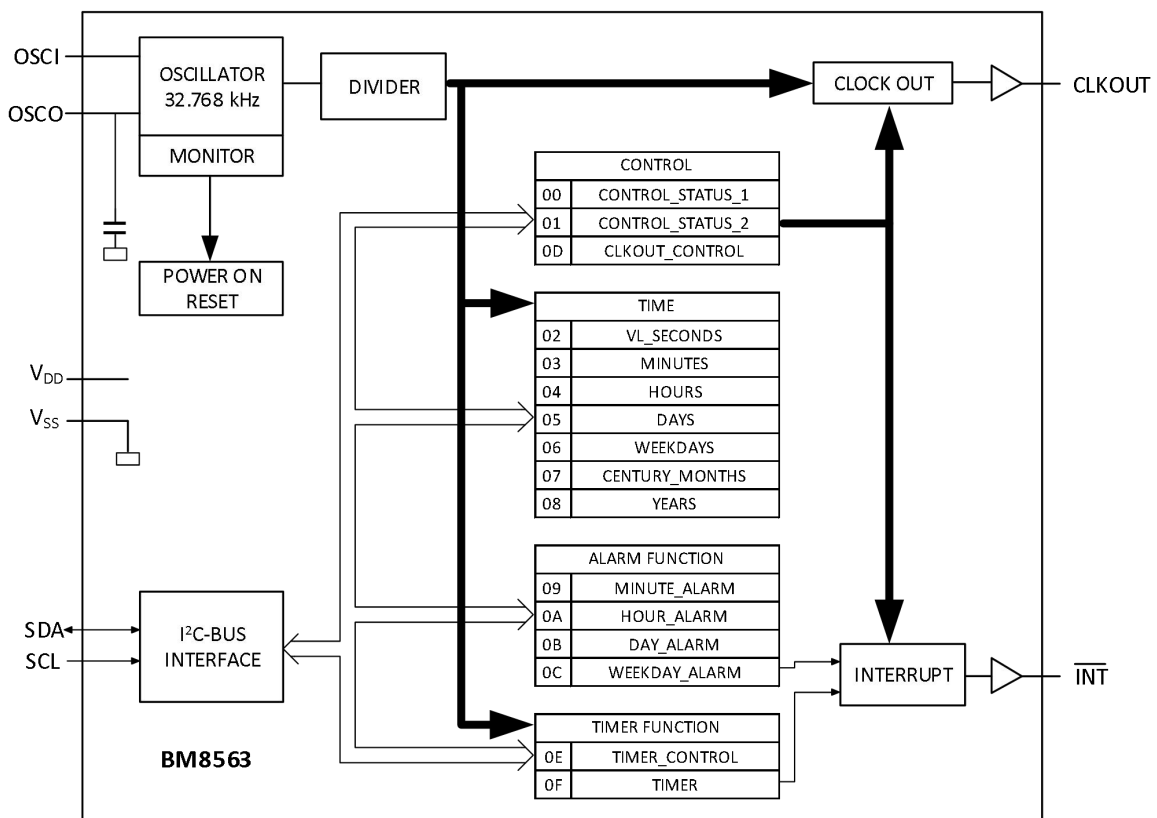 OSCI
OSCO
OSCILLATOR
32.768 kHz
MONITOR
DIVIDER
CLOCK OUT
CLKOUT
POWER ON
RESET
CONTROL
00 CONTROL_STATUS_1
01 CONTROL_STATUS_2
0D CLKOUT_CONTROL
TIME
02 VL_SECONDS
03 MINUTES
04 HOURS
05 DAYS
06 WEEKDAYS
07 CENTURY_MONTHS
08 YEARS
VDD
VSS
ALARM FUNCTION
09 MINUTE_ALARM
0A HOUR_ALARM
0B DAY_ALARM
0C WEEKDAY_ALARM
SDA
SCL
I²C-BUS
INTERFACE
INTERRUPT
INT
TIMER FUNCTION
0E TIMER_CONTROL
0F TIMER
BM8563